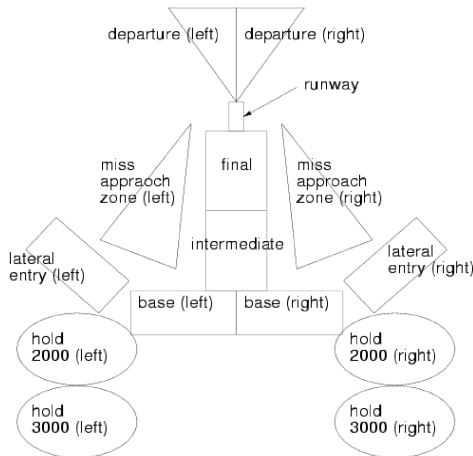 departure (left)
departure (right)
runway
final
miss
appraoch
zone (left)
miss
approach
zone (right)
intermediate
lateral
entry (left)
lateral
entry (right)
base (left)
base (right)
hold
2000 (left)
hold
2000 (right)
hold
3000 (left)
hold
3000 (right)